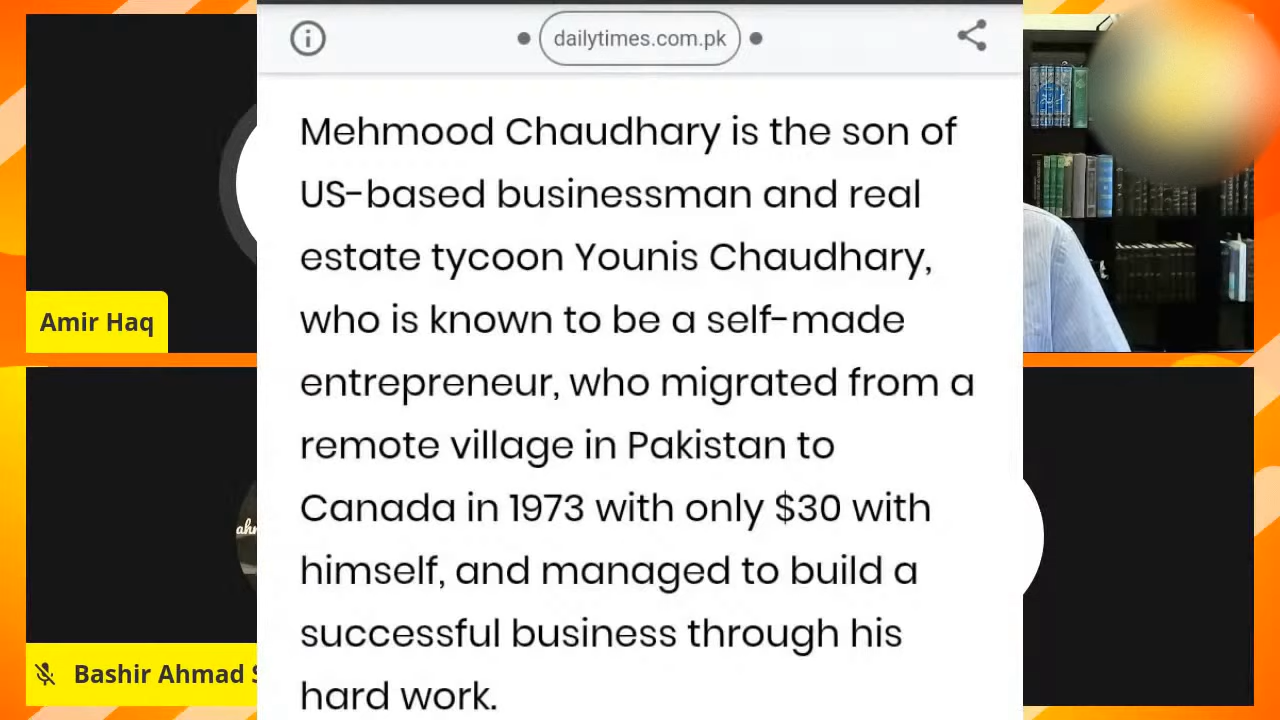 dailytimes.com.pk
Mehmood Chaudhary is the son of
US-based businessman and real
estate tycoon Younis Chaudhary,
who is known to be a self-made
entrepreneur, who migrated from a
remote village in Pakistan to
Canada in 1973 with only $30 with
himself, and managed to build a
successful business through his
hard work.
Amir Haq
Bashir Ahmad